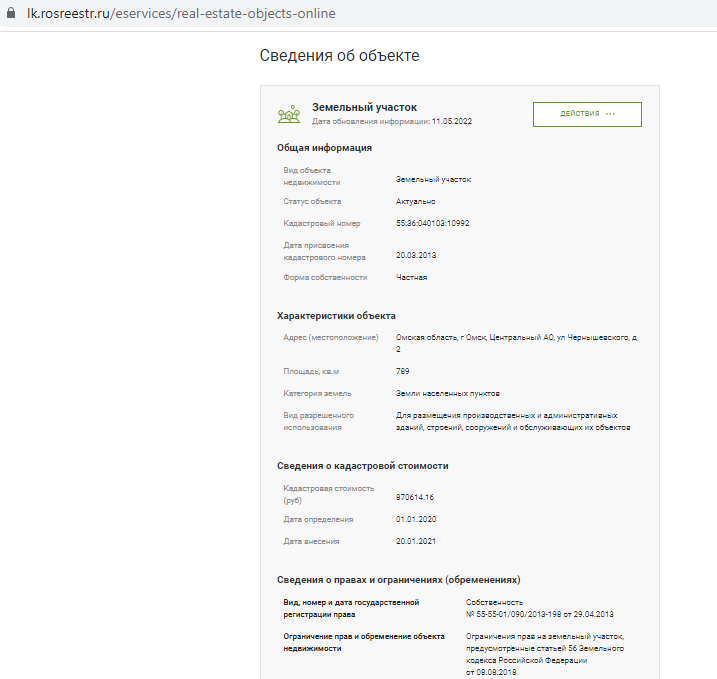 lk.rosreestr.ru/eservices/real-estate-objects-online
Сведения об объекте
Земельный участок
Дата обновления информации: 11.05.2022
ДЕЙСТВИЯ ···
Общая информация
Вид объекта
недвижимости
Земельный участок
Статус объекта
Актуально
Кадастровый номер
55:36:040103:10992
Дата присвоения
кадастрового номера
20.03.2013
Форма собственности
Частная
Характеристики объекта
Адрес (местоположение)
Омская область, г Омск, Центральный АО, ул Чернышевского, д
2
Площадь, кв.м
789
Категория земель
Земли населенных пунктов
Вид разрешенного
использования
Для размещения производственных и административных
зданий, строений, сооружений и обслуживающих их объектов
Сведения о кадастровой стоимости
Кадастровая стоимость
(руб)
870614.16
Дата определения
01.01.2020
Дата внесения
20.01.2021
Сведения о правах и ограничениях (обременениях)
Вид, номер и дата государственной
регистрации права
Собственность
№ 55-55-01/090/2013-198 от 29.04.2013
Ограничение прав и обременение объекта
недвижимости
Ограничения прав на земельный участок,
предусмотренные статьей 56 Земельного
кодекса Российской Федерации
от 08.08.2018